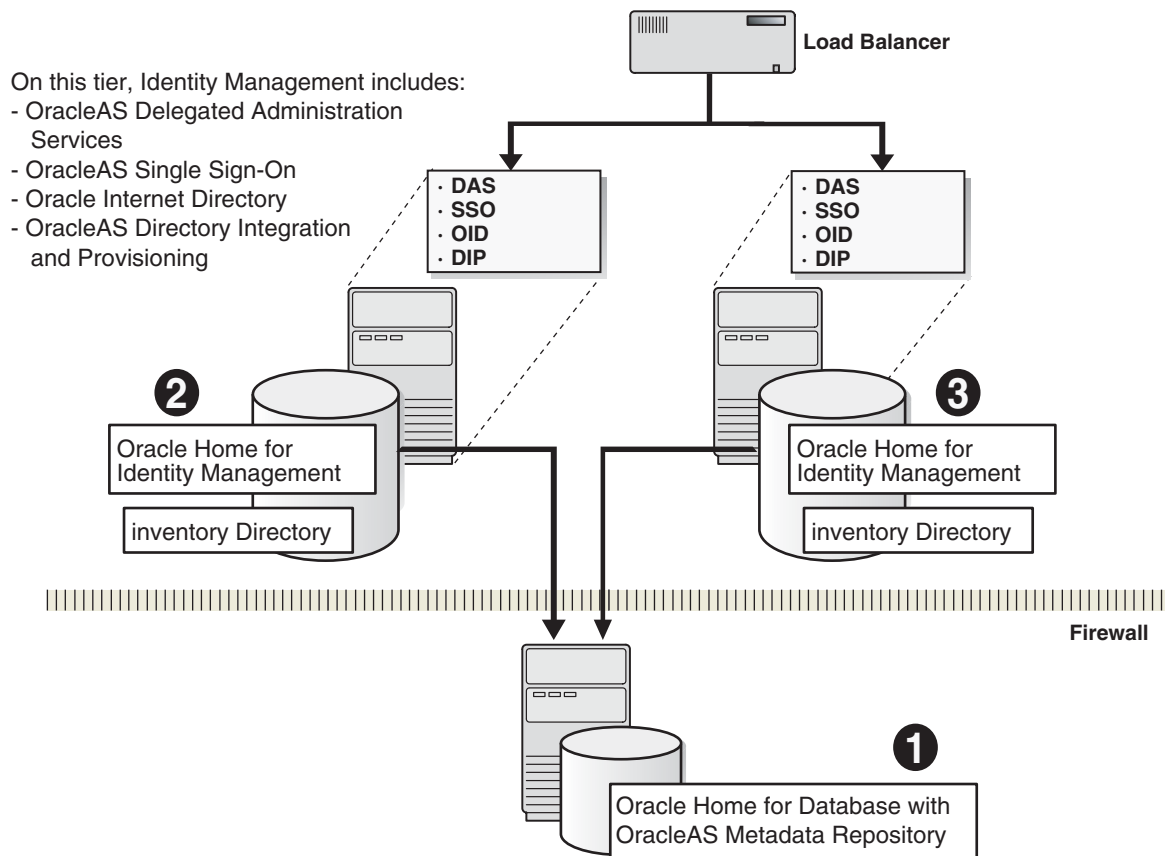 Load Balancer
On this tier, Identity Management includes:
- OracleAS Delegated Administration
Services
- OracleAS Single Sign-On
- Oracle Internet Directory
- OracleAS Directory Integration
and Provisioning
· DAS
· SSO
· OID
· DIP
· DAS
· SSO
· OID
· DIP
2
Oracle Home for
Identity Management
inventory Directory
3
Oracle Home for
Identity Management
inventory Directory
Firewall
1
Oracle Home for Database with
OracleAS Metadata Repository